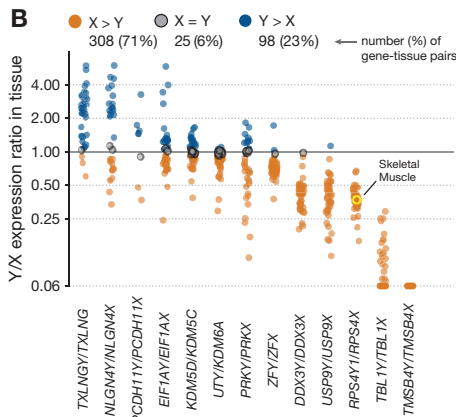 B
X > Y
X = Y
Y > X
308 (71%)
25 (6%)
98 (23%)
number (%) of
gene-tissue pairs
Y/X expression ratio in tissue
4.00
2.00
1.00
0.50
0.25
0.06
Skeletal
Muscle
TXLNGY/TXLNG
NLGN4Y/NLGN4X
PCDH11Y/PCDH11X
EIF1AY/EIF1AX
KDM5D/KDM5C
UTY/KDM6A
PRKY/PRKX
ZFY/ZFX
DDX3Y/DDX3X
USP9Y/USP9X
RPS4Y1/RPS4X
TBL1Y/TBL1X
TMSB4Y/TMSB4X